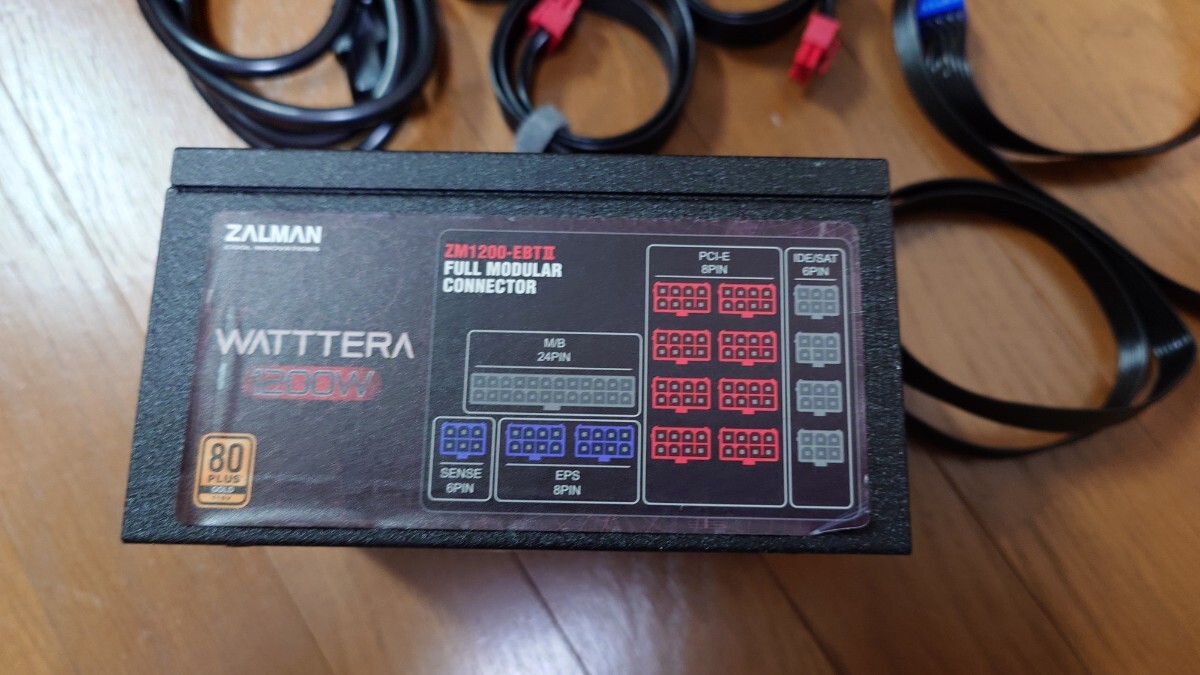 ZALMAN
WATTTERA
1200W
80
PLUS
GOLD
ZM1200-EBTⅡ
FULL MODULAR
CONNECTOR
M/B
24PIN
SENSE
6PIN
EPS
8PIN
PCI-E
8PIN
IDE/SAT
6PIN